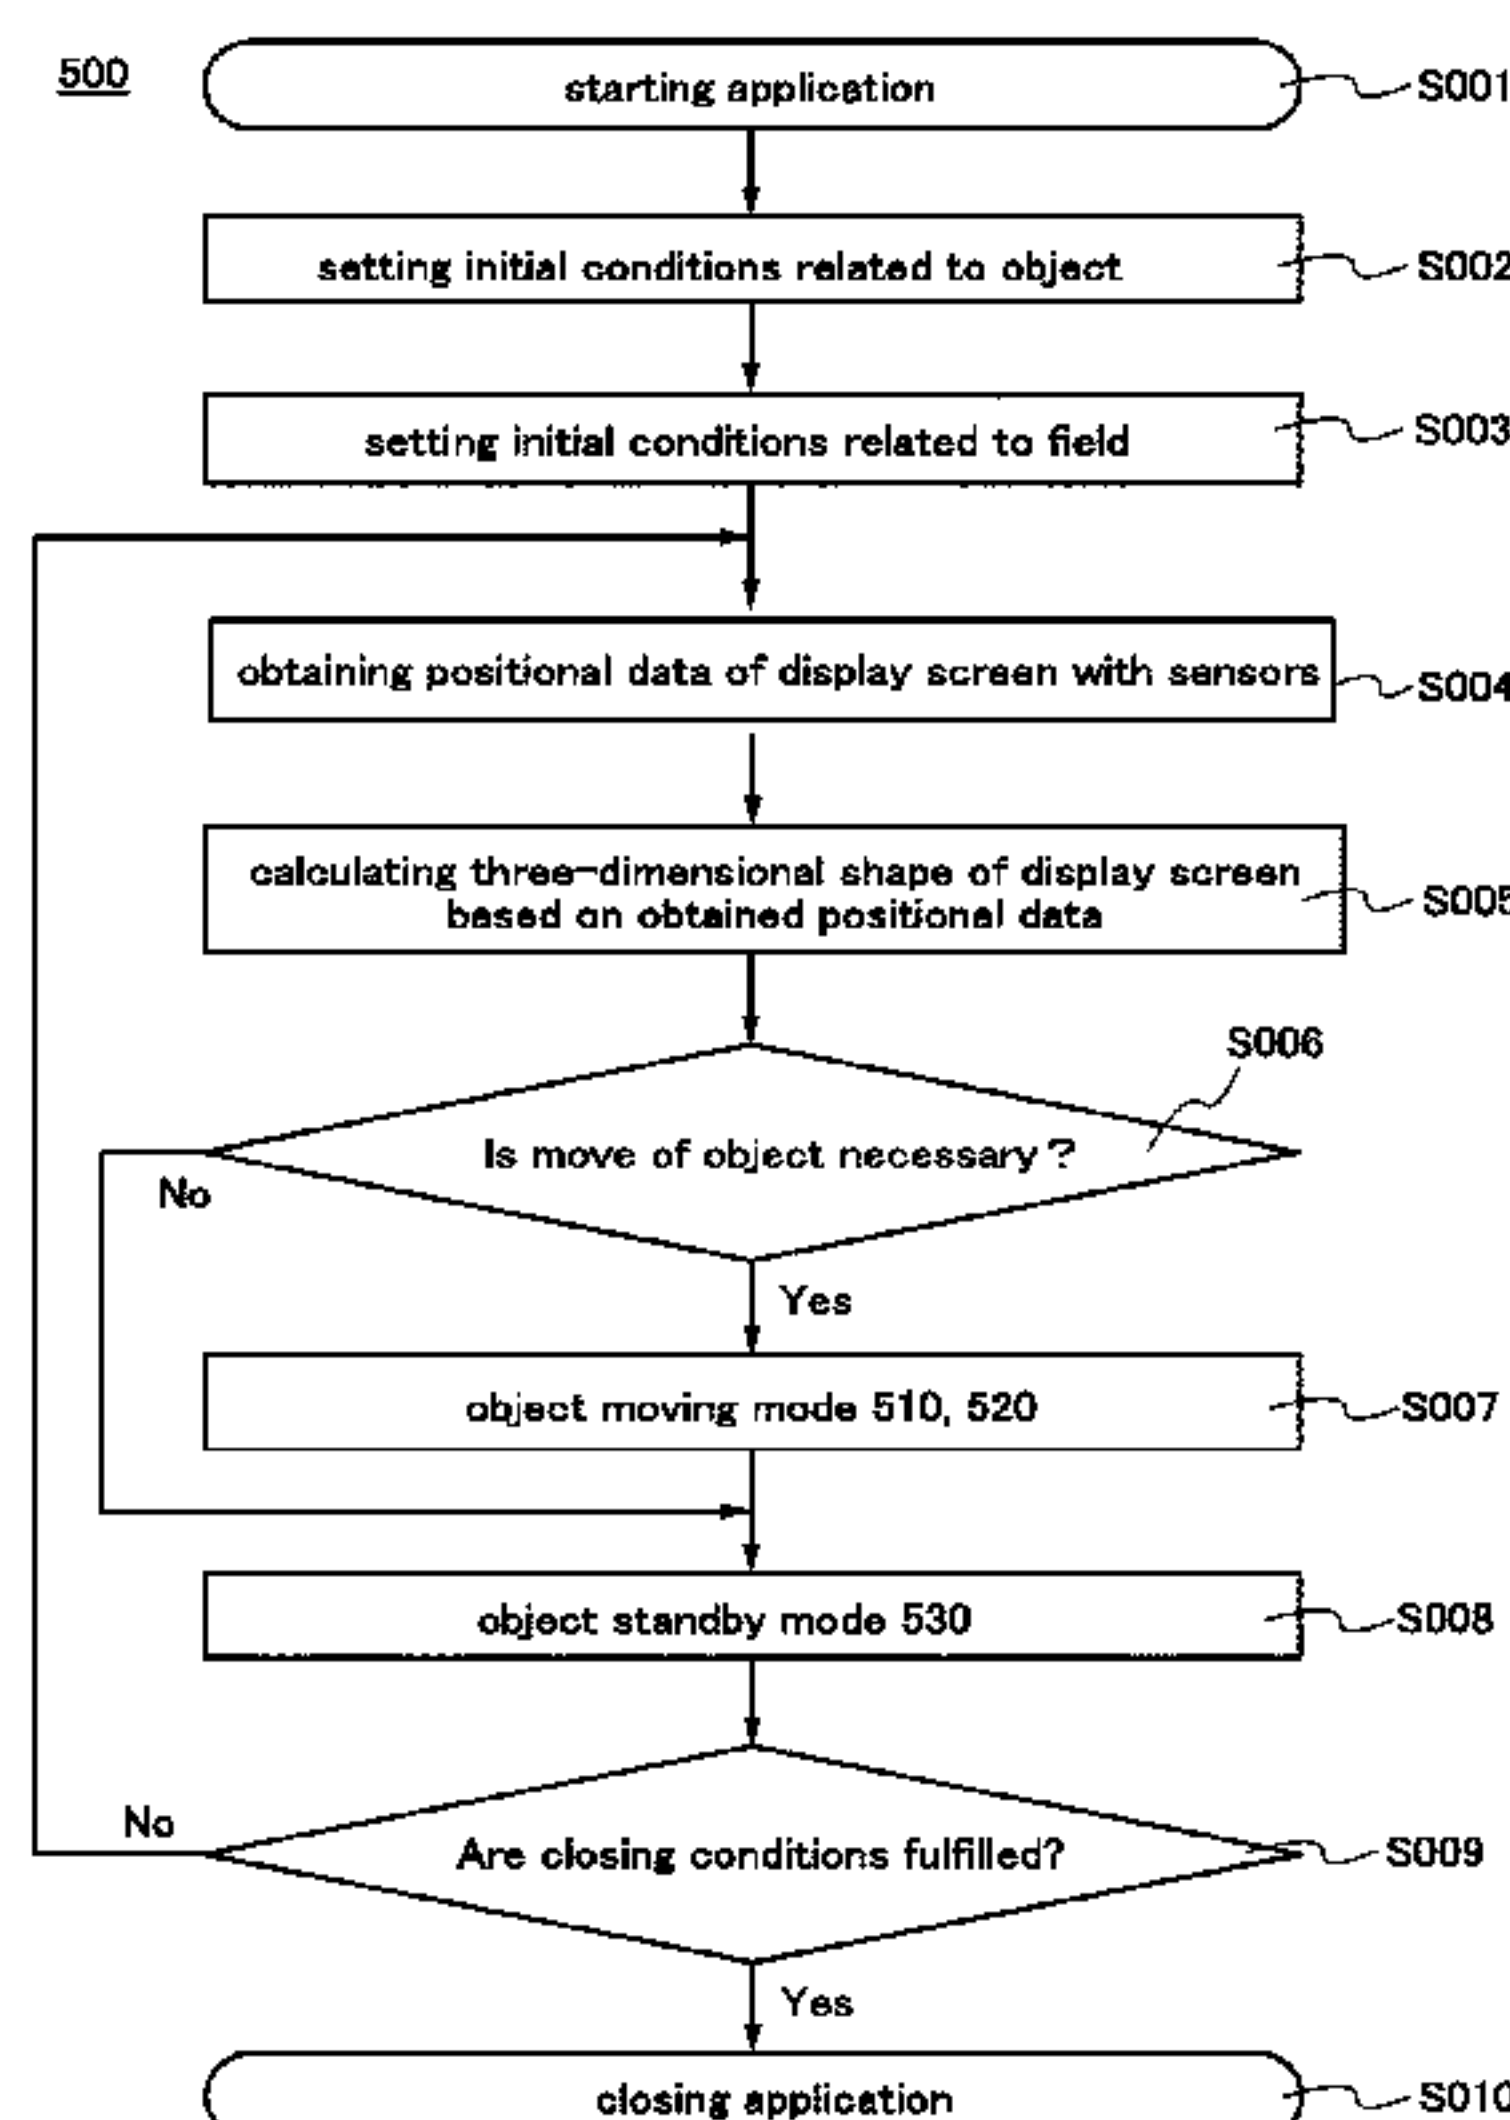 500
starting application
S001
setting initial conditions related to object
S002
setting initial conditions related to field
S003
obtaining positional data of display screen with sensors
S004
calculating three-dimensional shape of display screen
based on obtained positional data
S005
S006
Is move of object necessary?
No
Yes
object moving mode 510, 520
S007
object standby mode 530
S008
No
Are closing conditions fulfilled?
S009
Yes
closing application
S010